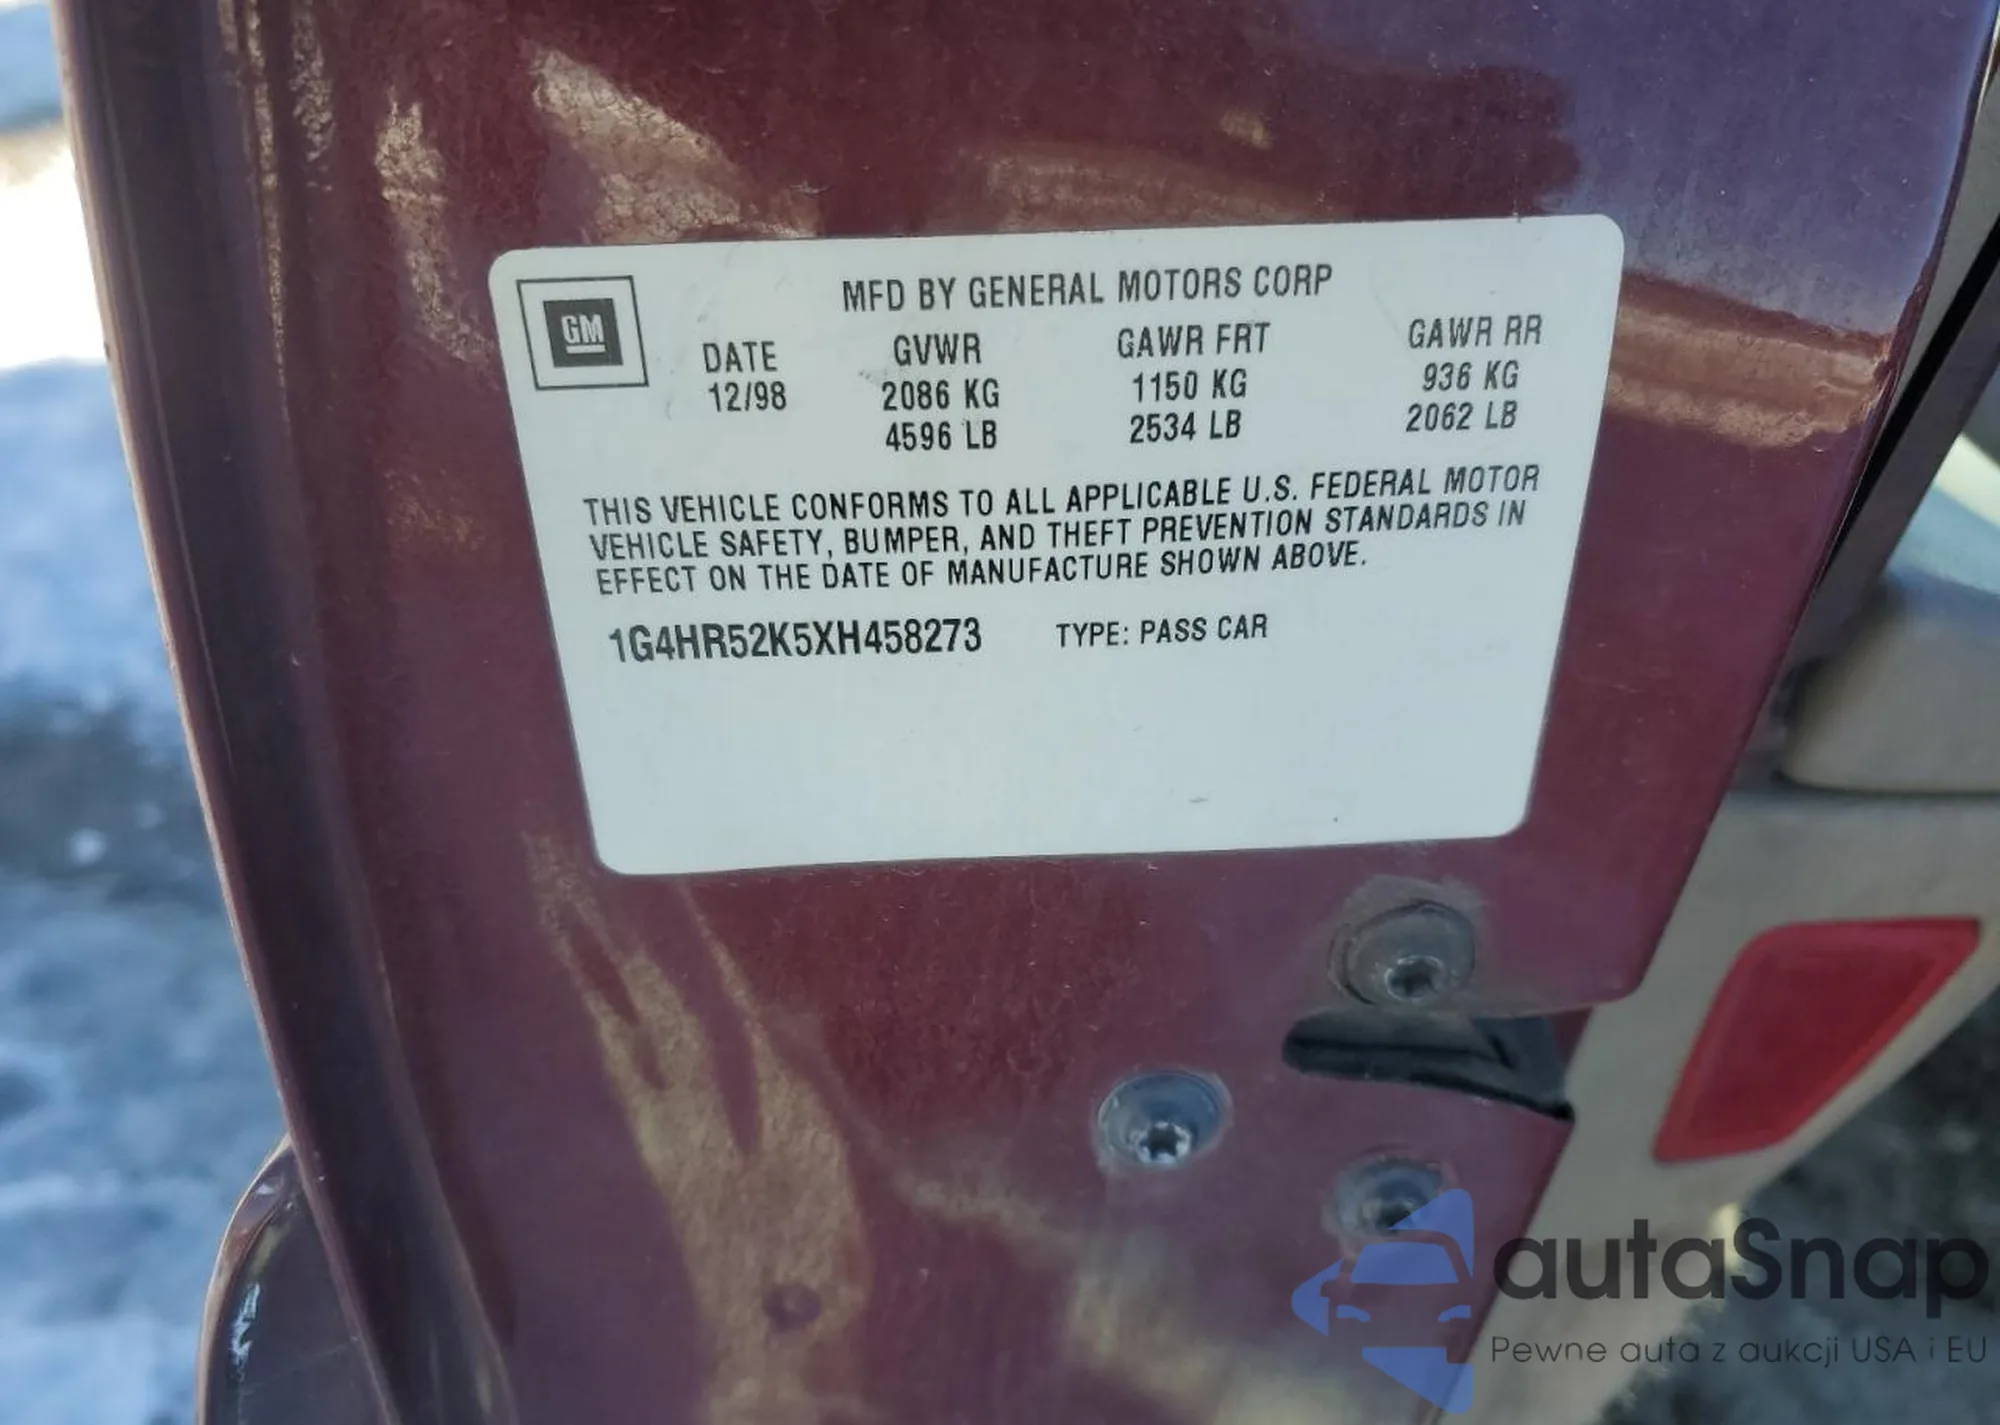 GM
MFD BY GENERAL MOTORS CORP
DATE GVWR GAWR FRT GAWR RR
12/98 2086 KG 1150 KG 936 KG
4596 LB 2534 LB 2062 LB
THIS VEHICLE CONFORMS TO ALL APPLICABLE U.S. FEDERAL MOTOR
VEHICLE SAFETY, BUMPER, AND THEFT PREVENTION STANDARDS IN
EFFECT ON THE DATE OF MANUFACTURE SHOWN ABOVE.
1G4HR52K5XH458273 TYPE: PASS CAR
autaSnap
Pewne auta z aukcji USA i EU